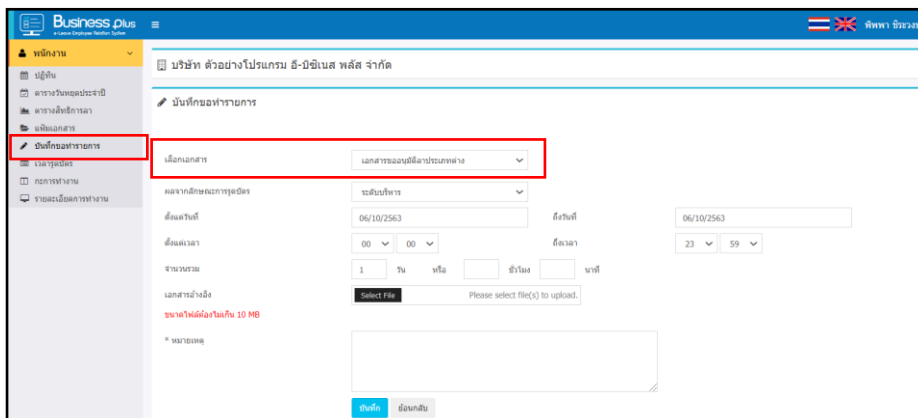 Business plus
e-Leave Employee Relation System
พิพพา ชีระวง
พนักงาน
ปฏิทิน
ตารางวันหยุดประจำปี
ตารางสิทธิการลา
แฟ้มเอกสาร
บันทึกขอทำรายการ
เวลารูดบัตร
กะการทำงาน
รายละเอียดการทำงาน
บริษัท ตัวอย่างโปรแกรม อี-บิซิเนส พลัส จำกัด
บันทึกขอทำรายการ
เลือกเอกสาร เอกสารขออนุมัติลาประเภทต่าง
ผลจากลักษณะการรูดบัตร ระดับบริหาร
ตั้งแต่วันที่ 06/10/2563 ถึงวันที่ 06/10/2563
ตั้งแต่เวลา 00 00 ถึงเวลา 23 59
จำนวนรวม 1 วัน หรือ ชั่วโมง นาที
เอกสารอ้างอิง Select File Please select file(s) to upload.
ขนาดไฟล์ต้องไม่เกิน 10 MB
* หมายเหตุ
บันทึก ย้อนกลับ